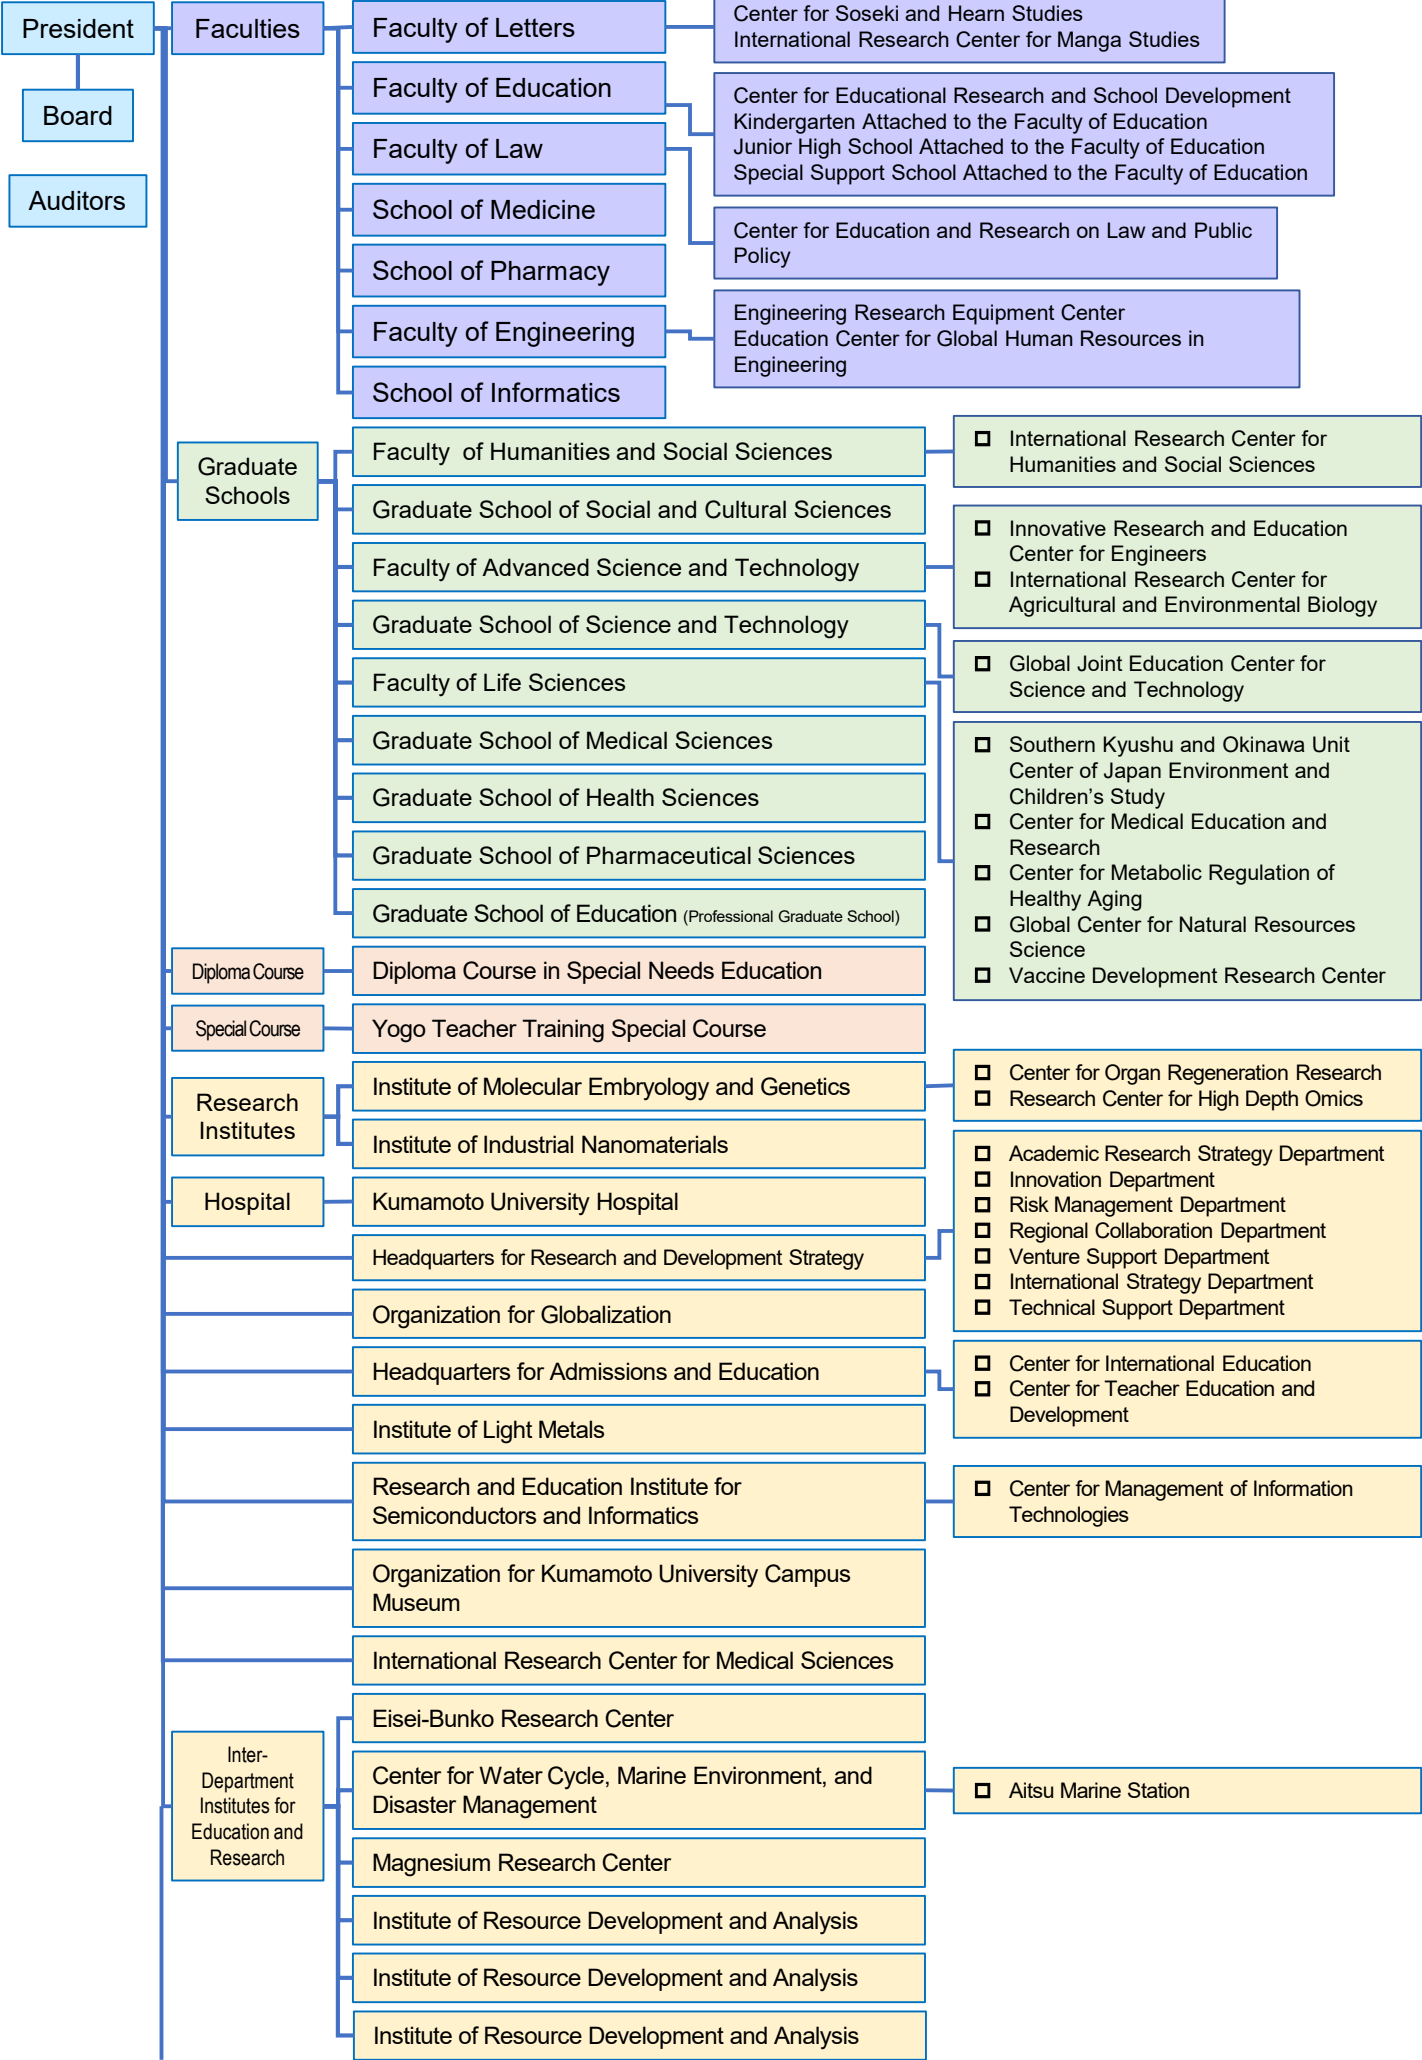 President
Board
Auditors
Faculties
Faculty of Letters
Center for Soseki and Hearn Studies
International Research Center for Manga Studies
Faculty of Education
Center for Educational Research and School Development
Kindergarten Attached to the Faculty of Education
Junior High School Attached to the Faculty of Education
Special Support School Attached to the Faculty of Education
Faculty of Law
Center for Education and Research on Law and Public
Policy
School of Medicine
School of Pharmacy
Faculty of Engineering
Engineering Research Equipment Center
Education Center for Global Human Resources in
Engineering
School of Informatics
Graduate
Schools
Faculty of Humanities and Social Sciences
International Research Center for
Humanities and Social Sciences
Graduate School of Social and Cultural Sciences
Faculty of Advanced Science and Technology
Innovative Research and Education
Center for Engineers
International Research Center for
Agricultural and Environmental Biology
Graduate School of Science and Technology
Global Joint Education Center for
Science and Technology
Faculty of Life Sciences
Southern Kyushu and Okinawa Unit
Center of Japan Environment and
Children’s Study
Center for Medical Education and
Research
Center for Metabolic Regulation of
Healthy Aging
Global Center for Natural Resources
Science
Vaccine Development Research Center
Graduate School of Medical Sciences
Graduate School of Health Sciences
Graduate School of Pharmaceutical Sciences
Graduate School of Education (Professional Graduate School)
Diploma Course
Diploma Course in Special Needs Education
Special Course
Yogo Teacher Training Special Course
Research
Institutes
Institute of Molecular Embryology and Genetics
Center for Organ Regeneration Research
Research Center for High Depth Omics
Institute of Industrial Nanomaterials
Hospital
Kumamoto University Hospital
Headquarters for Research and Development Strategy
Academic Research Strategy Department
Innovation Department
Risk Management Department
Regional Collaboration Department
Venture Support Department
International Strategy Department
Technical Support Department
Organization for Globalization
Headquarters for Admissions and Education
Center for International Education
Center for Teacher Education and
Development
Institute of Light Metals
Research and Education Institute for
Semiconductors and Informatics
Center for Management of Information
Technologies
Organization for Kumamoto University Campus
Museum
International Research Center for Medical Sciences
Inter-
Department
Institutes for
Education and
Research
Eisei-Bunko Research Center
Center for Water Cycle, Marine Environment, and
Disaster Management
Aitsu Marine Station
Magnesium Research Center
Institute of Resource Development and Analysis
Institute of Resource Development and Analysis
Institute of Resource Development and Analysis